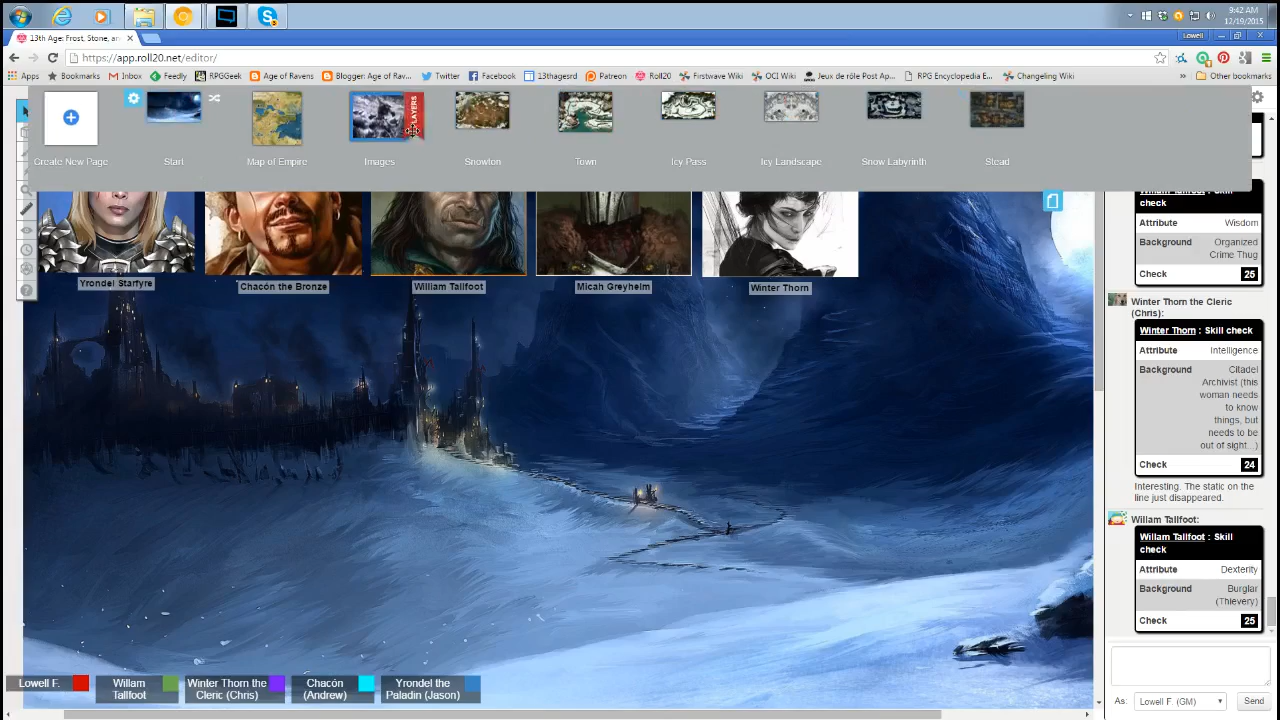 9:42 AM
12/19/2015
13th Age: Frost, Stone, an
Lowell
https://app.roll20.net/editor/
Apps Bookmarks Inbox Feedly RPGGeek Age of Ravens Blogger: Age of Rav... Twitter Facebook 13thagesrd Patreon Roll20 Firstwave Wiki OCI Wiki Jeux de rôle Post Ap... RPG Encyclopedia E... Changeling Wiki » Other bookmarks
PLAYERS
Create New Page Start Map of Empire Images Snowton Town Icy Pass Icy Landscape Snow Labyrinth Stead
Yrondel Starfyre Chacón the Bronze William Tallfoot Micah Greyhelm Winter Thorn
check
Attribute Wisdom
Background Organized
Crime Thug
Check 25
Winter Thorn the Cleric
(Chris):
Winter Thorn : Skill check
Attribute Intelligence
Background Citadel
Archivist (this
woman needs
to know
things, but
needs to be
out of sight...)
Check 24
Interesting. The static on
the line just disappeared.
Willam Tallfoot:
Willam Tallfoot : Skill
check
Attribute Dexterity
Background Burglar
(Thievery)
Check 25
As: Lowell F. (GM) Send
Lowell F.
Willam
Tallfoot
Winter Thorn the
Cleric (Chris)
Chacón
(Andrew)
Yrondel the
Paladin (Jason)